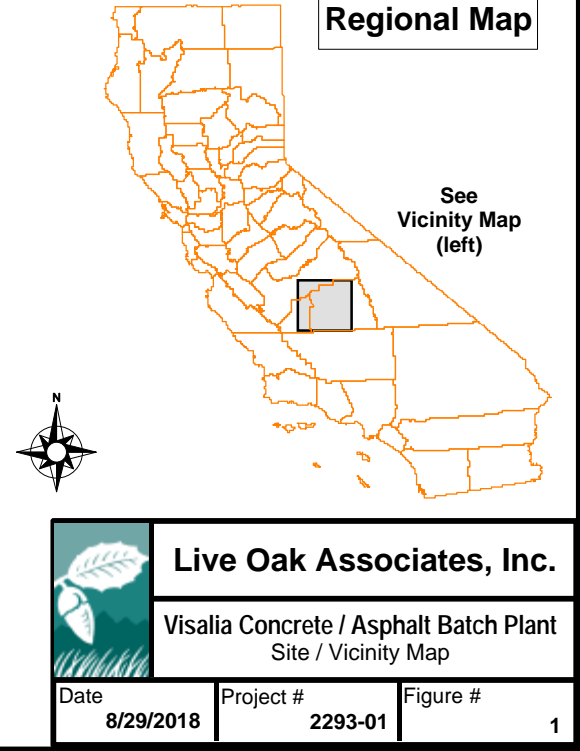 Regional Map
See
Vicinity Map
(left)
N
Live Oak Associates, Inc.
Visalia Concrete / Asphalt Batch Plant
Site / Vicinity Map
Date
8/29/2018
Project #
2293-01
Figure #
1